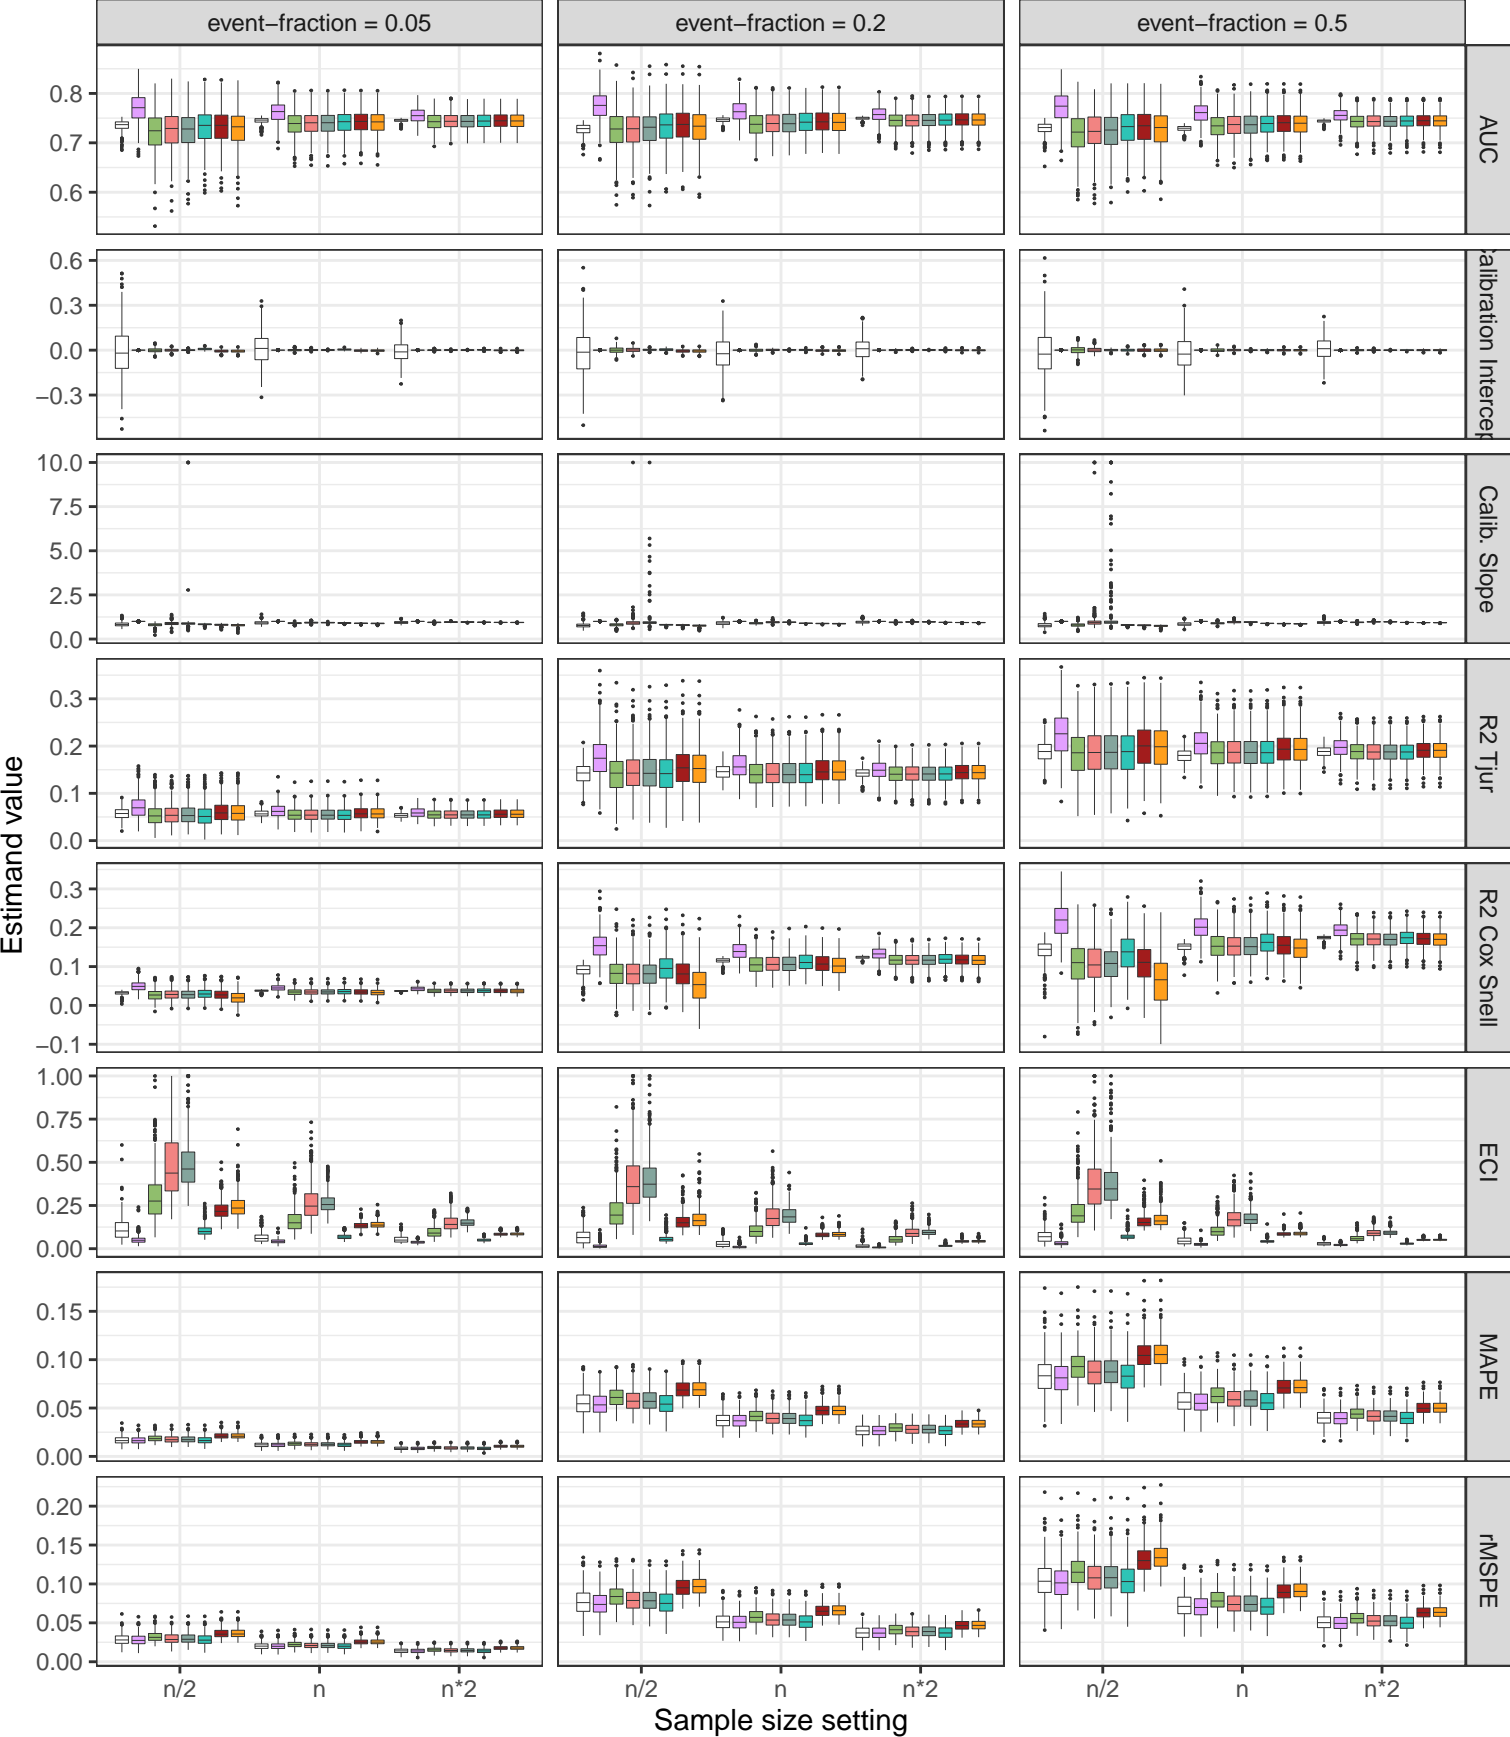 event−fraction = 0.05
event−fraction = 0.2
event−fraction = 0.5
0.8
0.7
0.6
AUC
0.6
0.3
0.0
−0.3
alibration Intercep
10.0
7.5
5.0
2.5
0.0
Calib. Slope
0.3
0.2
0.1
0.0
R2 Tjur
0.3
0.2
0.1
0.0
−0.1
R2 Cox Snell
1.00
0.75
0.50
0.25
0.00
ECI
0.15
0.10
0.05
0.00
MAPE
0.20
0.15
0.10
0.05
0.00
rMSPE
Estimand value
n/2
n
n*2
n/2
n
n*2
n/2
n
n*2
Sample size setting